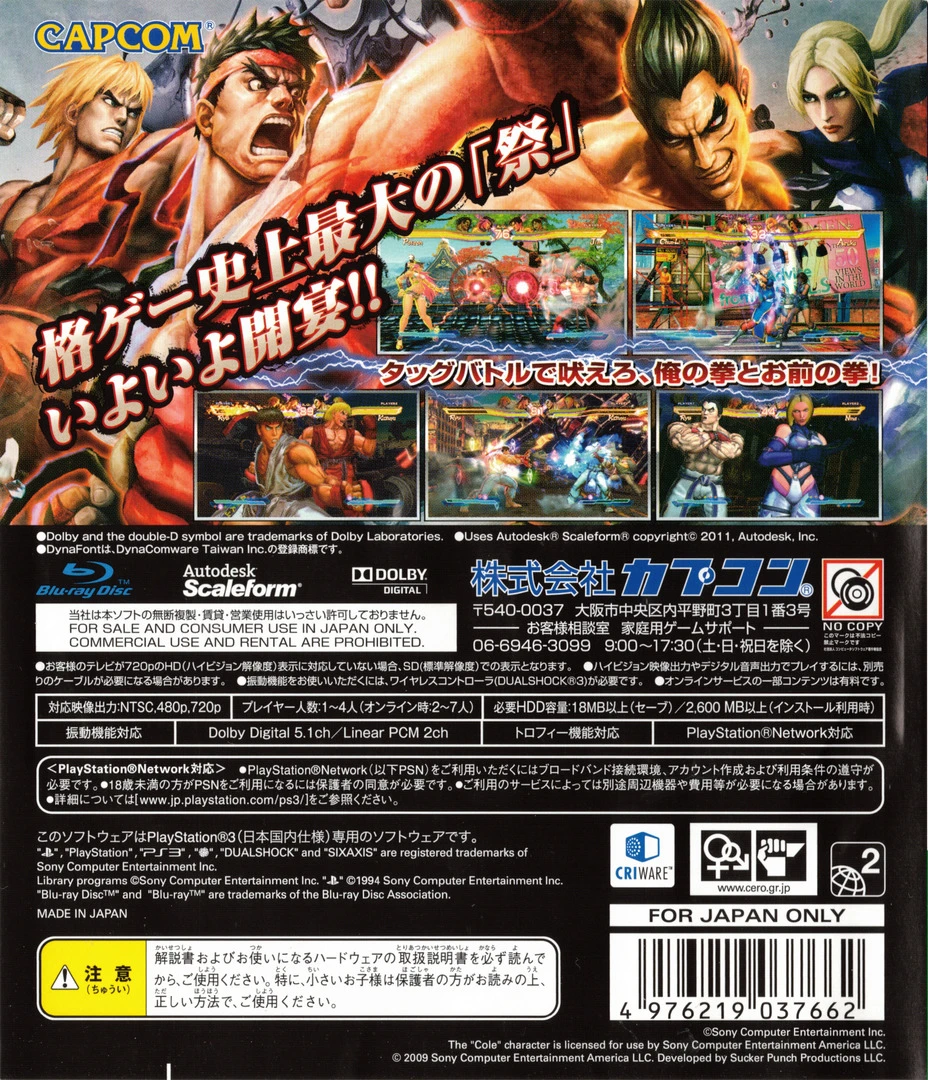 CAPCOM®
格ゲー史上最大の「祭」
いよいよ開宴!!
タッグバトルで吠えろ、俺の拳とお前の拳!
●Dolby and the double-D symbol are trademarks of Dolby Laboratories. ●Uses Autodesk® Scaleform® copyright© 2011, Autodesk, Inc.
●DynaFontは、DynaComware Taiwan Inc.の登録商標です。
Blu-ray Disc™
Autodesk®
Scaleform®
DOLBY
DIGITAL
株式会社カプコン®
〒540-0037 大阪市中央区内平野町3丁目1番3号
お客様相談室 家庭用ゲームサポート
06-6946-3099 9:00〜17:30(土・日・祝日を除く)
NO COPY
このマークは不法コピー
禁止マークです
当社は本ソフトの無断複製・賃貸・営業使用はいっさい許可しておりません。
FOR SALE AND CONSUMER USE IN JAPAN ONLY.
COMMERCIAL USE AND RENTAL ARE PROHIBITED.
●お客様のテレビが720pのHD(ハイビジョン解像度)表示に対応していない場合、SD(標準解像度)での表示となります。 ●ハイビジョン映像出力やデジタル音声出力でプレイするには、別売
りのケーブルが必要になる場合があります。 ●振動機能をお使いいただくには、ワイヤレスコントローラ(DUALSHOCK®3)が必要です。 ●オンラインサービスの一部コンテンツは有料です。
対応映像出力:NTSC,480p,720p プレイヤー人数:1〜4人(オンライン時:2〜7人) 必要HDD容量:18MB以上(セーブ)/2,600 MB以上(インストール利用時)
振動機能対応 Dolby Digital 5.1ch/Linear PCM 2ch トロフィー機能対応 PlayStation®Network対応
<PlayStation®Network対応> ●PlayStation®Network(以下PSN)をご利用いただくにはブロードバンド接続環境、アカウント作成および利用条件の遵守が
必要です。●18歳未満の方がPSNをご利用になるには保護者の同意が必要です。●ご利用のサービスによっては別途周辺機器や費用等が必要になる場合があります。
●詳細については[www.jp.playstation.com/ps3/]をご参照ください。
このソフトウェアはPlayStation®3(日本国内仕様)専用のソフトウェアです。
"PlayStation", "PS3", "DUALSHOCK" and "SIXAXIS" are registered trademarks of
Sony Computer Entertainment Inc.
Library programs ©Sony Computer Entertainment Inc. ©1994 Sony Computer Entertainment Inc.
"Blu-ray Disc™" and "Blu-ray™" are trademarks of the Blu-ray Disc Association.
MADE IN JAPAN
CRIWARE™
www.cero.gr.jp
2
FOR JAPAN ONLY
注意
(ちゅうい)
解説書およびお使いになるハードウェアの取扱説明書を必ず読んで
から、ご使用ください。特に、小さいお子様は保護者の方がお読みの上、
正しい方法で、ご使用ください。
4 976219 037662
©Sony Computer Entertainment Inc.
The "Cole" character is licensed for use by Sony Computer Entertainment America LLC.
© 2009 Sony Computer Entertainment America LLC. Developed by Sucker Punch Productions LLC.